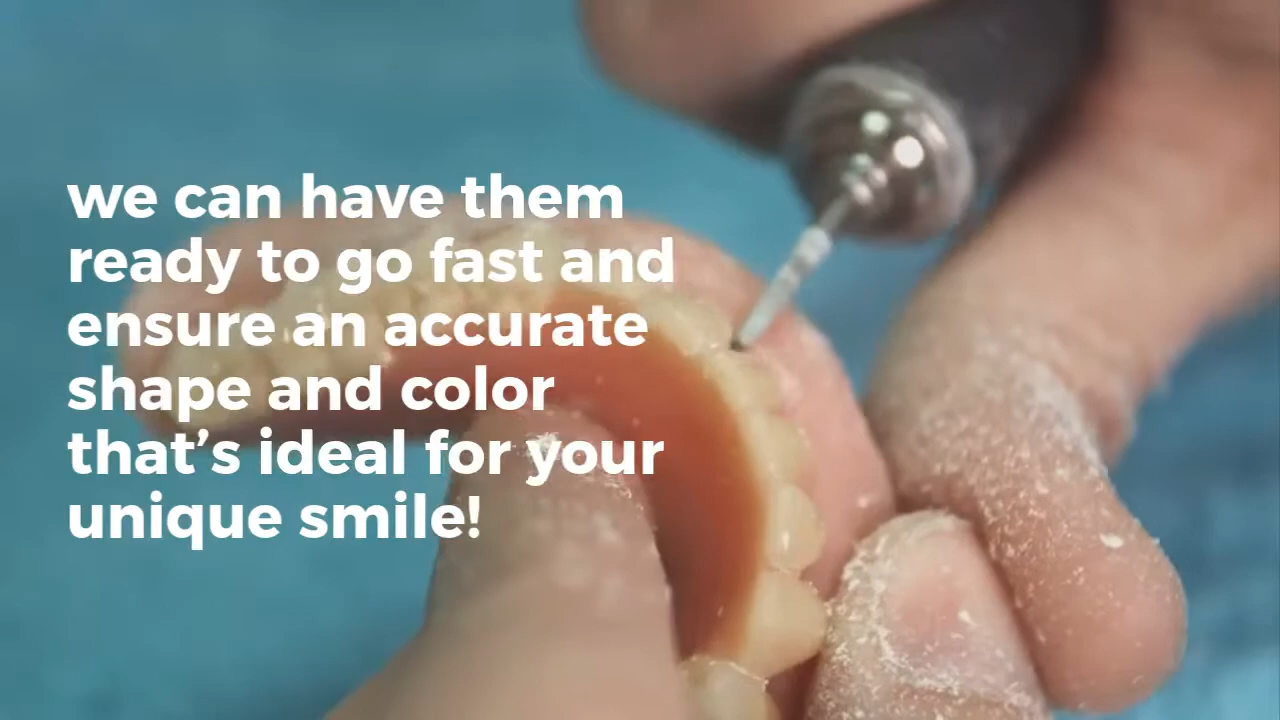 we can have them
ready to go fast and
ensure an accurate
shape and color
that’s ideal for your
unique smile!